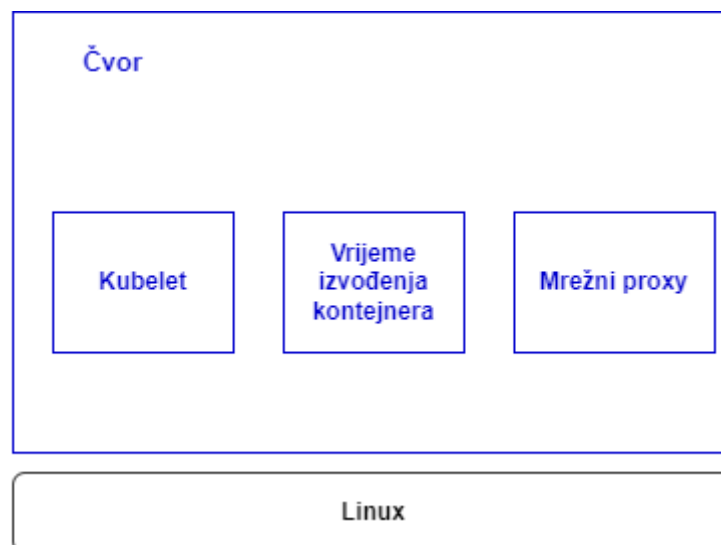 Čvor
Kubelet
Vrijeme
izvođenja
kontejnera
Mrežni proxy
Linux